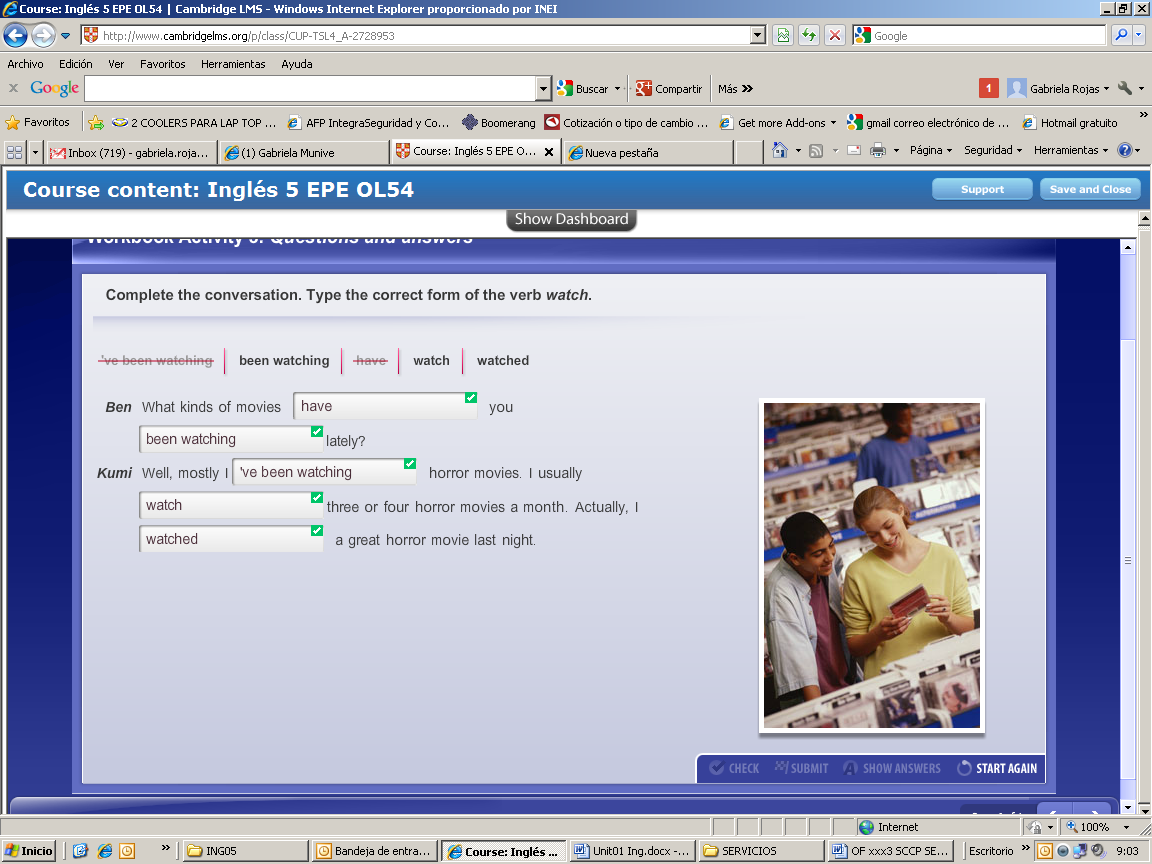 Course: Inglés 5 EPE OL54 | Cambridge LMS - Windows Internet Explorer proporcionado por INEI
http://www.cambridgelms.org/p/class/CUP-TSL4_A-2728953
Google
Archivo Edición Ver Favoritos Herramientas Ayuda
x Google Buscar Compartir Más >> 1 Gabriela Rojas
Favoritos 2 COOLERS PARA LAP TOP ... AFP IntegraSeguridad y Co... Boomerang Cotización o tipo de cambio ... Get more Add-ons gmail correo electrónico de ... Hotmail gratuito >>
Inbox (719) - gabriela.roja... (1) Gabriela Munive Course: Inglés 5 EPE O... Nueva pestaña Página Seguridad Herramientas
Course content: Inglés 5 EPE OL54 Support Save and Close
Show Dashboard
Questions and answers
Complete the conversation. Type the correct form of the verb watch.
've been watching been watching have watch watched
Ben What kinds of movies have you
been watching lately?
Kumi Well, mostly I 've been watching horror movies. I usually
watch three or four horror movies a month. Actually, I
watched a great horror movie last night.
CHECK SUBMIT SHOW ANSWERS START AGAIN
Internet 100%
Inicio >> ING05 Bandeja de entra... Course: Inglés ... Unit01 Ing.docx -... SERVICIOS OF xxx3 SCCP SE... Escritorio >> 9:03